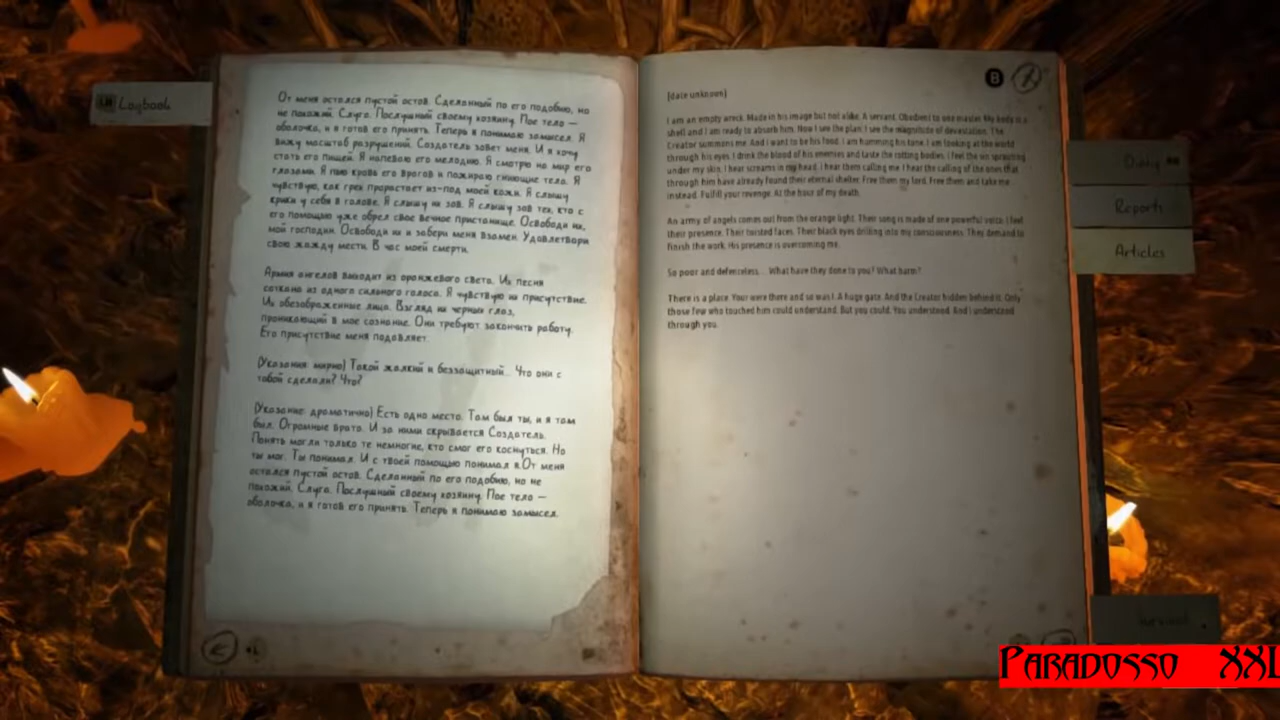 Logbook
От меня остался пустой остов. Сделанный по его подобию, но
не похожий. Слуга. Послушный своему хозяину. Мое тело —
оболочка, и я готов его принять. Теперь я понимаю замысел. Я
вижу масштаб разрушений. Создатель зовет меня. И я хочу
стать его пищей. Я напеваю его мелодию. Я смотрю на мир его
глазами. Я пью кровь его врагов и пожираю гниющие тела. Я
чувствую, как грех прорастает из-под моей кожи. Я слышу
крики у себя в голове. Я слышу их зов. Я слышу зов тех, кто с
его помощью уже обрел свое вечное пристанище. Освободи их,
мой господин. Освободи их и забери меня взамен. Удовлетвори
свою жажду мести. В час моей смерти.
Армия ангелов выходит из оранжевого света. Их песня
соткана из одного сильного голоса. Я чувствую их присутствие.
Их обезображенные лица. Взгляд их черных глаз,
проникающий в мое сознание. Они требуют закончить работу.
Его присутствие меня подавляет.
(Указание: мирно) Такой жалкий и беззащитный... Что они с
тобой сделали? Что?
(Указание: драматично) Есть одно место. Там был ты, и я там
был. Огромные врата. И за ними скрывается Создатель.
Понять могли только те немногие, кто смог его коснуться. Но
ты мог. Ты понимал. И с твоей помощью понимал я.От меня
остался пустой остов. Сделанный по его подобию, но не
похожий. Слуга. Послушный своему хозяину. Мое тело —
оболочка, и я готов его принять. Теперь я понимаю замысел.
B
[date unknown]
I am an empty wreck. Made in his image but not alike. A servant. Obedient to one master. My body is a
shell and I am ready to absorb him. Now I see the plan; I see the magnitude of devastation. The
Creator summons me. And I want to be his food. I am humming his tune. I am looking at the world
through his eyes. I drink the blood of his enemies and taste the rotting bodies. I feel the sin sprouting
under my skin. I hear screams in my head. I hear them calling me. I hear the calling of the ones that
through him have already found their eternal shelter. Free them my lord. Free them and take me
instead. Fulfill your revenge. At the hour of my death.
An army of angels comes out from the orange light. Their song is made of one powerful voice. I feel
their presence. Their twisted faces. Their black eyes drilling into my consciousness. They demand to
finish the work. His presence is overcoming me.
So poor and defenceless... What have they done to you? What harm?
There is a place. Your were there and so was I. A huge gate. And the Creator hidden behind it. Only
those few who touched him could understand. But you could. You understood. And I understood
through you.
Diary
Reports
Articles
PARADOSSO XXL